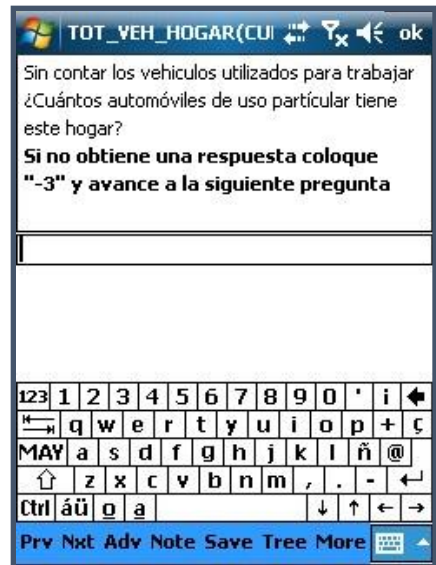 TOT_VEH_HOGAR(CUI ok
Sin contar los vehiculos utilizados para trabajar
¿Cuántos automóviles de uso partícular tiene
este hogar?
Si no obtiene una respuesta coloque
"-3" y avance a la siguiente pregunta
123 1 2 3 4 5 6 7 8 9 0 ' i
q w e r t y u i o p + ç
MAY a s d f g h j k l ñ @
z x c v b n m , . -
Ctrl áü o a
Prv Nxt Adv Note Save Tree More